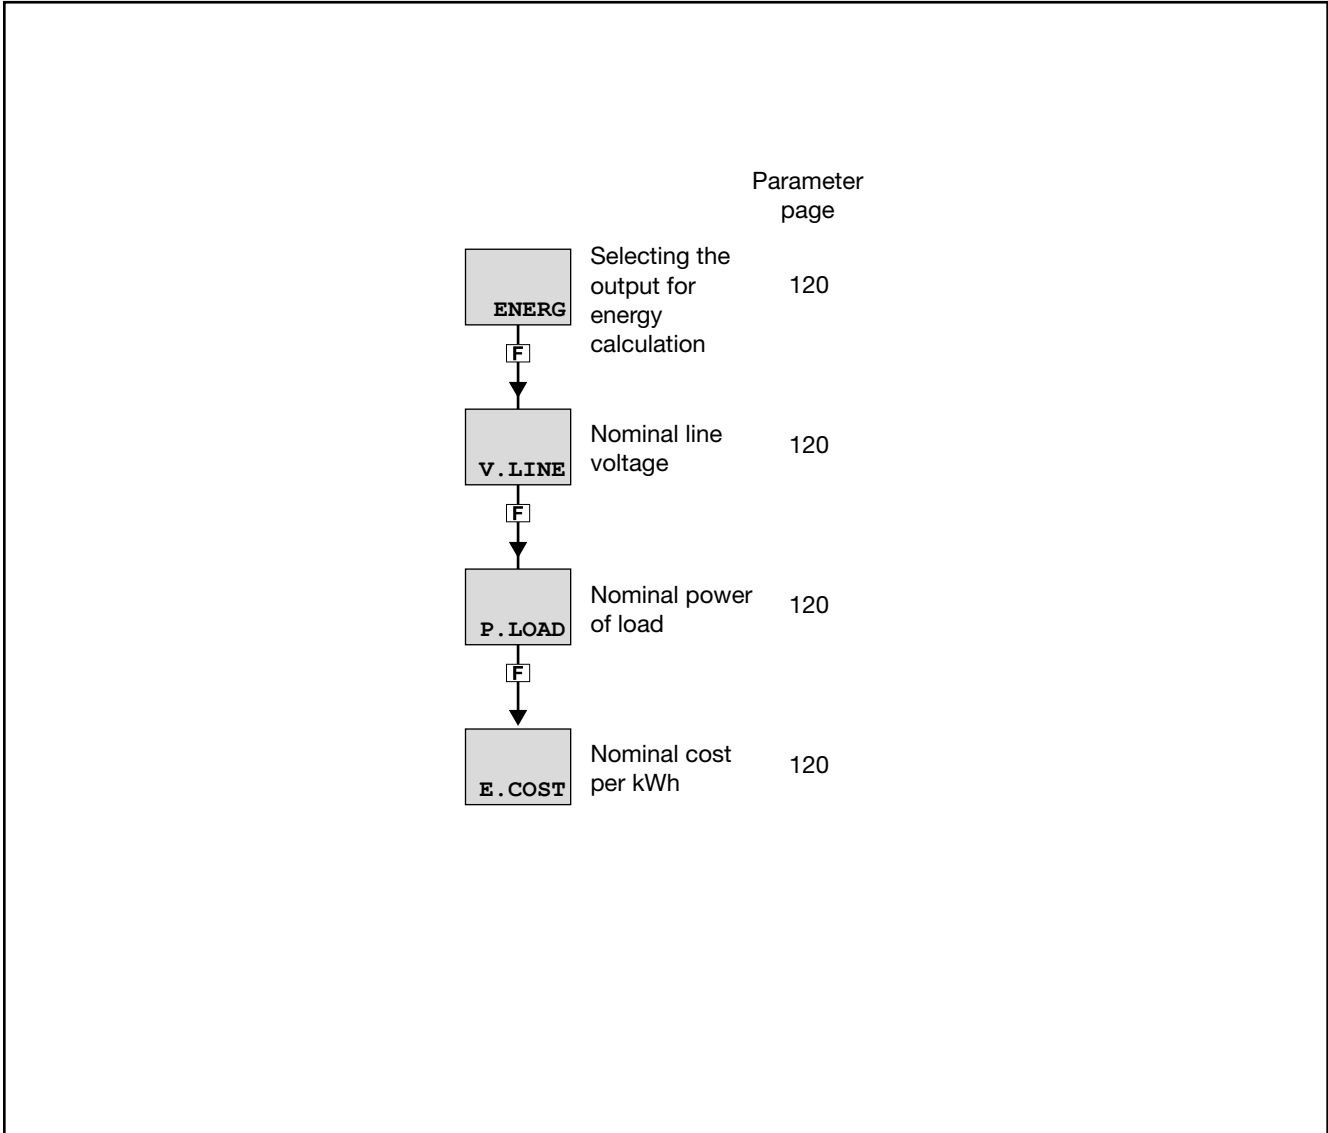 Parameter
page
Selecting the
output for
energy
calculation
ENERG
120
F
Nominal line
voltage
V.LINE
120
F
Nominal power
of load
P.LOAD
120
F
Nominal cost
per kWh
E.COST
120